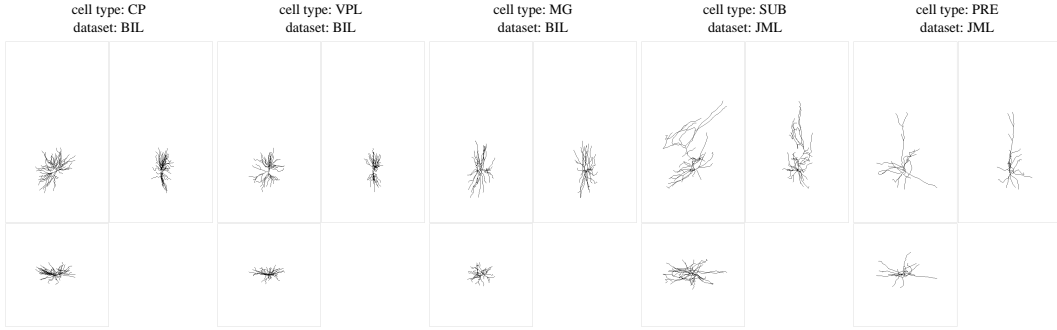 cell type: CP
dataset: BIL
cell type: VPL
dataset: BIL
cell type: MG
dataset: BIL
cell type: SUB
dataset: JML
cell type: PRE
dataset: JML